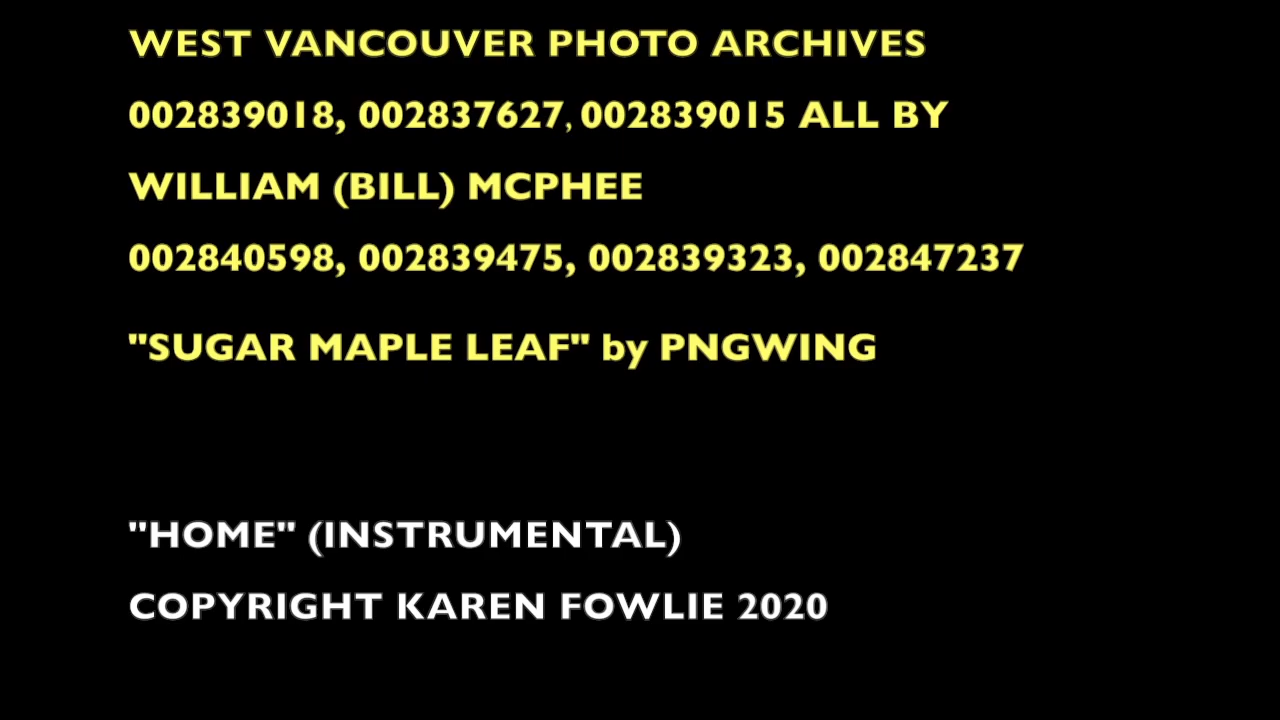 WEST VANCOUVER PHOTO ARCHIVES
002839018, 002837627, 002839015 ALL BY
WILLIAM (BILL) MCPHEE
002840598, 002839475, 002839323, 002847237
"SUGAR MAPLE LEAF" by PNGWING
"HOME" (INSTRUMENTAL)
COPYRIGHT KAREN FOWLIE 2020